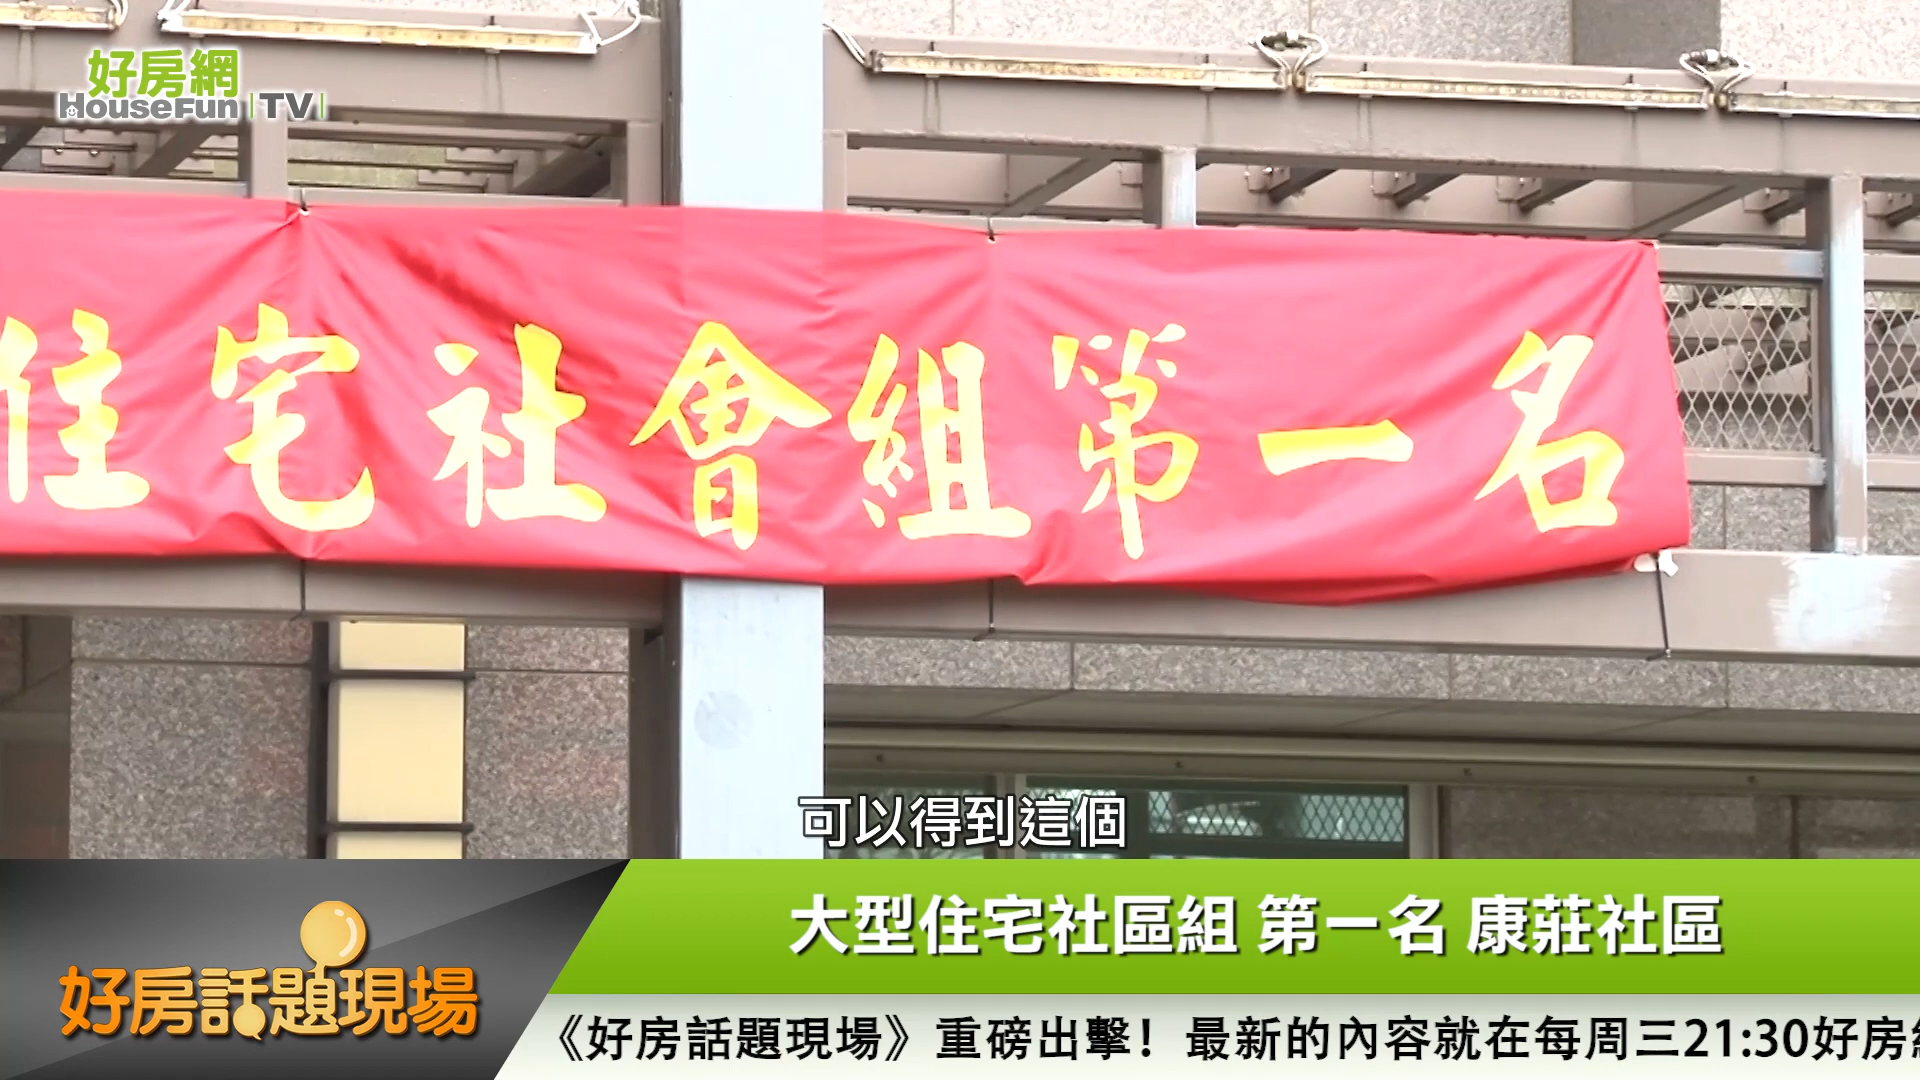 好房網
HouseFun TV
住宅社會組第一名
可以得到這個
大型住宅社區組 第一名 康莊社區
好房話題現場
《好房話題現場》重磅出擊！最新的內容就在每周三21:30好房